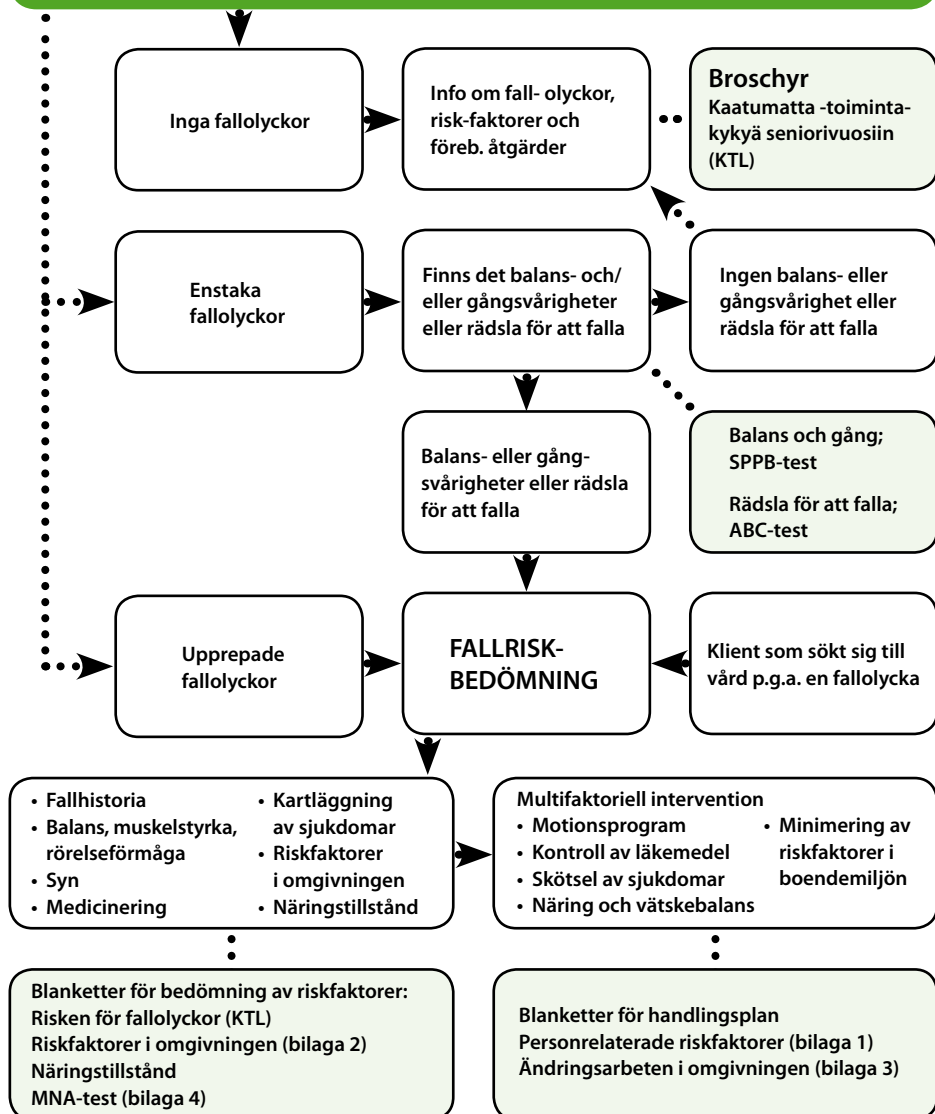 Inga fallolyckor
Info om fall- olyckor,
risk-faktorer och
föreb. åtgärder
Broschyr
Kaatumatta -toiminta-
kykyä seniorivuosiin
(KTL)
Enstaka
fallolyckor
Finns det balans- och/
eller gångsvårigheter
eller rädsla för att falla
Ingen balans- eller
gångsvårighet eller
rädsla för att falla
Balans- eller gång-
svårigheter eller rädsla
för att falla
Balans och gång;
SPPB-test
Rädsla för att falla;
ABC-test
Upprepade
fallolyckor
FALLRISK-
BEDÖMNING
Klient som sökt sig till
vård p.g.a. en fallolycka
• Fallhistoria
• Balans, muskelstyrka,
rörelseförmåga
• Syn
• Medicinering
• Kartläggning
av sjukdomar
• Riskfaktorer
i omgivningen
• Näringstillstånd
Multifaktoriell intervention
• Motionsprogram
• Kontroll av läkemedel
• Skötsel av sjukdomar
• Näring och vätskebalans
• Minimering av
riskfaktorer i
boendemiljön
Blanketter för bedömning av riskfaktorer:
Risken för fallolyckor (KTL)
Riskfaktorer i omgivningen (bilaga 2)
Näringstillstånd
MNA-test (bilaga 4)
Blanketter för handlingsplan
Personrelaterade riskfaktorer (bilaga 1)
Ändringsarbeten i omgivningen (bilaga 3)